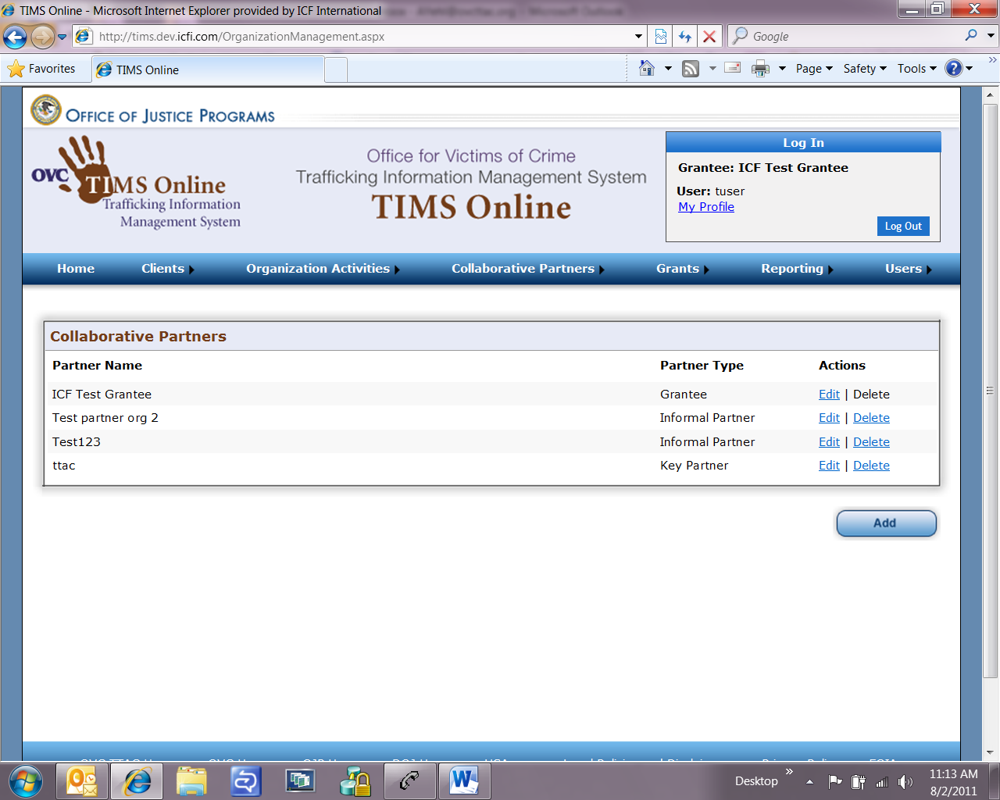 TIMS Online - Microsoft Internet Explorer provided by ICF International
http://tims.dev.icfi.com/OrganizationManagement.aspx
Google
Favorites
TIMS Online
Page
Safety
Tools
OFFICE OF JUSTICE PROGRAMS
OVC
TIMS Online
Trafficking Information
Management System
Office for Victims of Crime
Trafficking Information Management System
TIMS Online
Log In
Grantee: ICF Test Grantee
User: tuser
My Profile
Log Out
Home Clients Organization Activities Collaborative Partners Grants Reporting Users
Collaborative Partners
Partner Name Partner Type Actions
ICF Test Grantee Grantee Edit | Delete
Test partner org 2 Informal Partner Edit | Delete
Test123 Informal Partner Edit | Delete
ttac Key Partner Edit | Delete
Add
Desktop
11:13 AM
8/2/2011